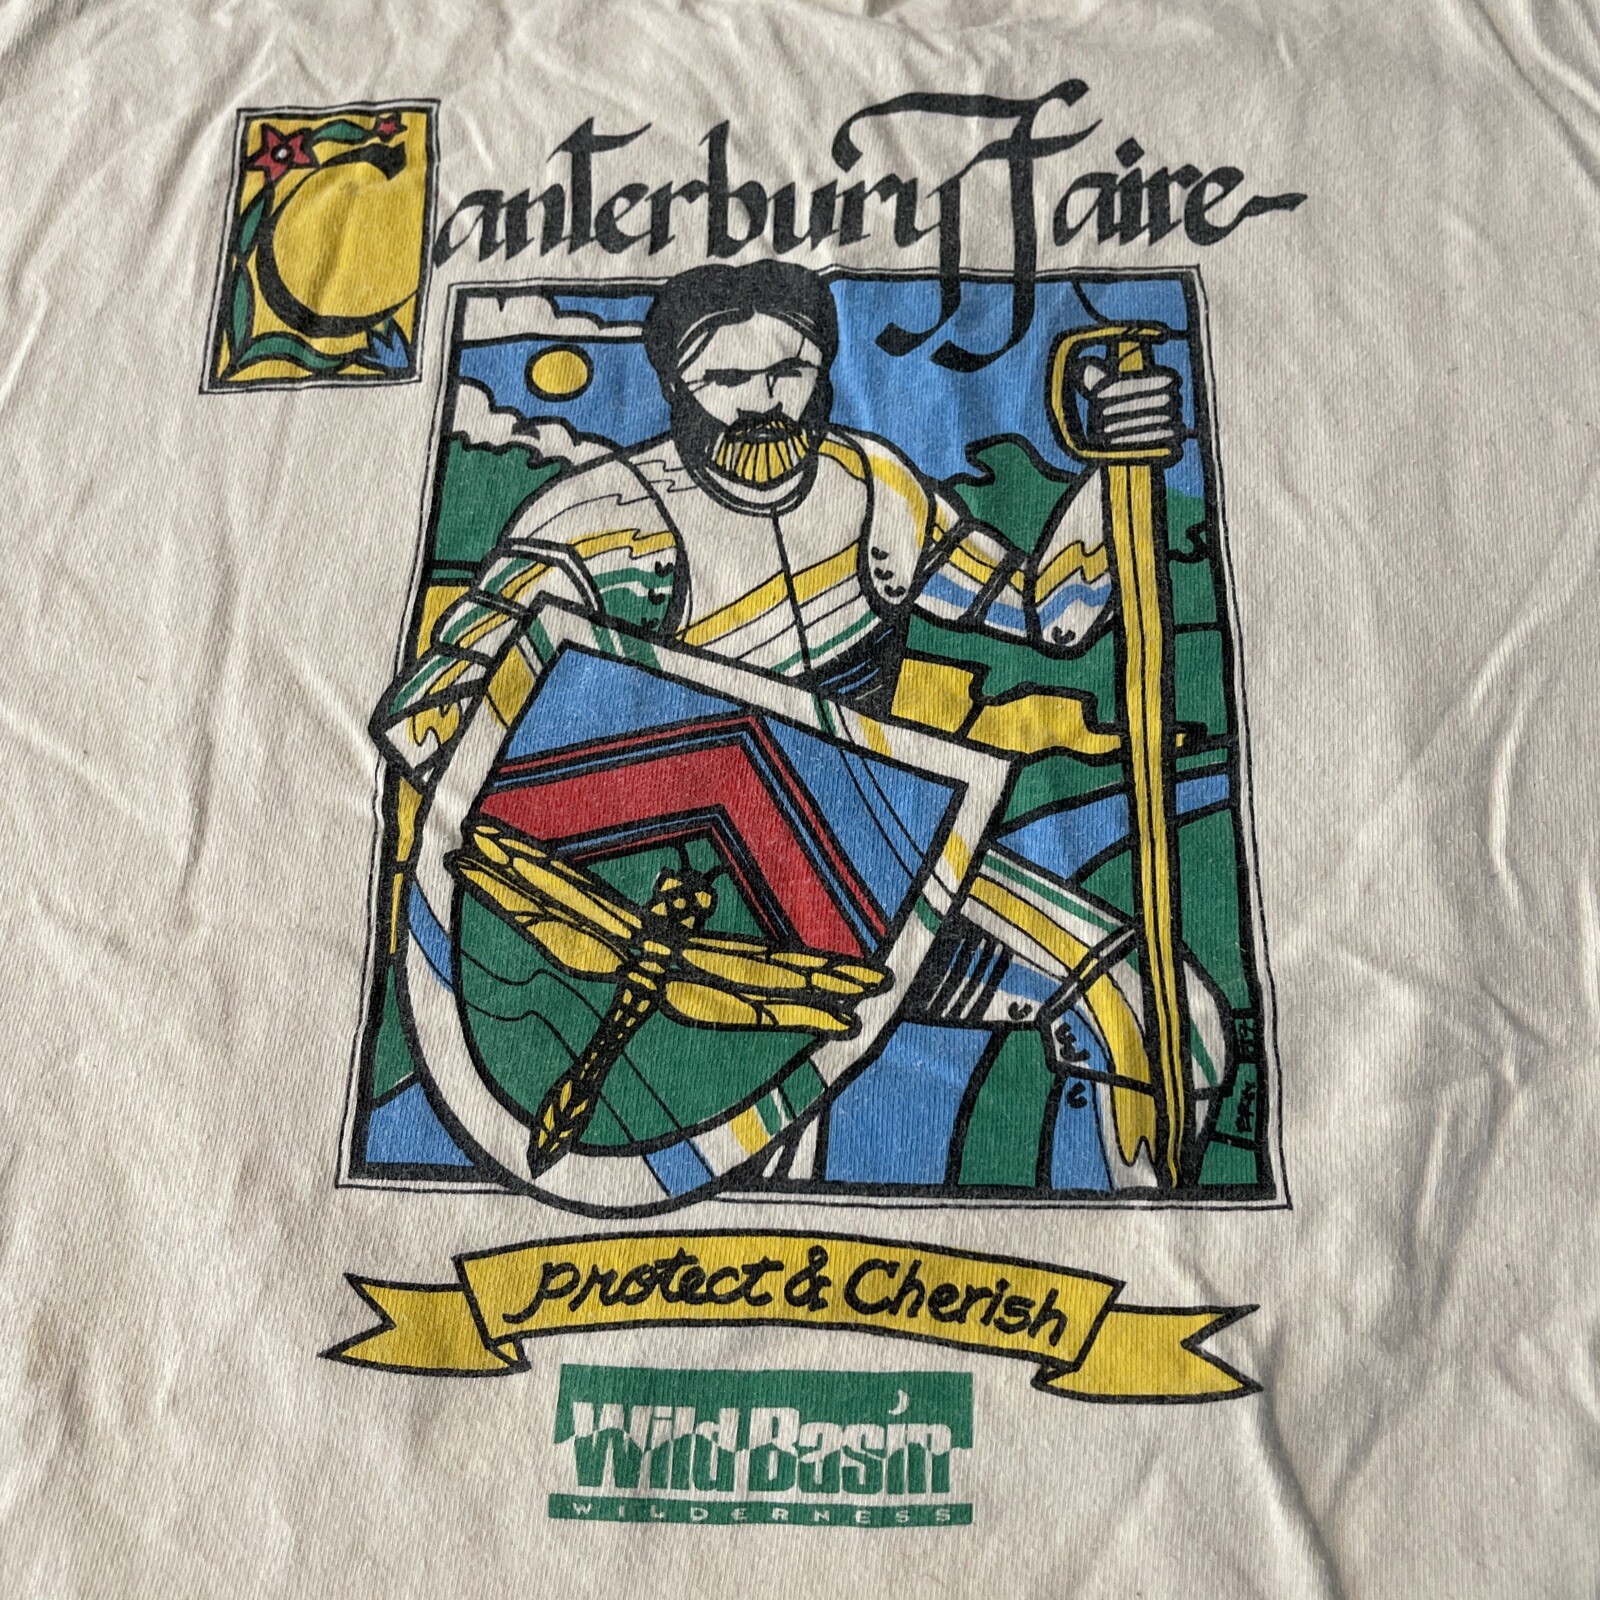 Canterbury Faire
protect & Cherish
Wild Basin
WILDERNESS